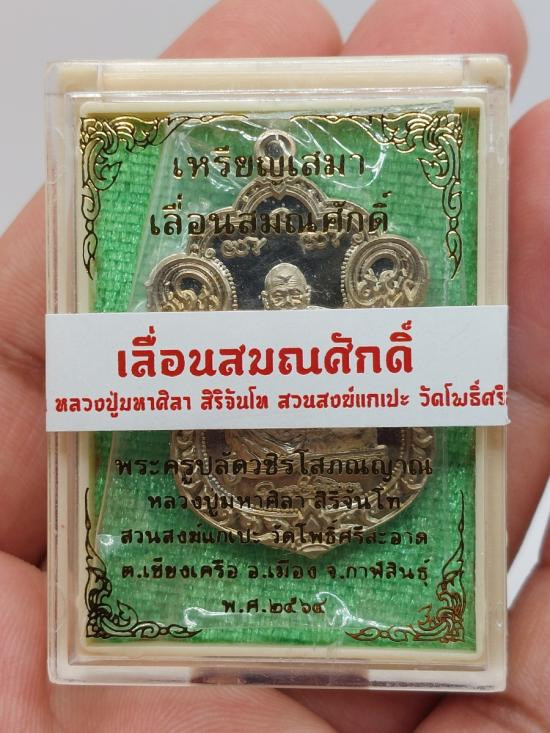 เหรียญเสมา
เลื่อนสมณศักดิ์
เลื่อนสมณศักดิ์
หลวงปู่มหาศิลา สิริจันโท สวนสงฆ์แกเปะ วัดโพธิ์ศรีส
พระครูปลัดวชิรโสภณญาณ
หลวงปู่มหาศิลา สิริจันโท
สวนสงฆ์แกเปะ วัดโพธิ์ศรีสะอาด
ต.เชียงเครือ อ.เมือง จ.กาฬสินธุ์
พ.ศ.๒๕๖๔